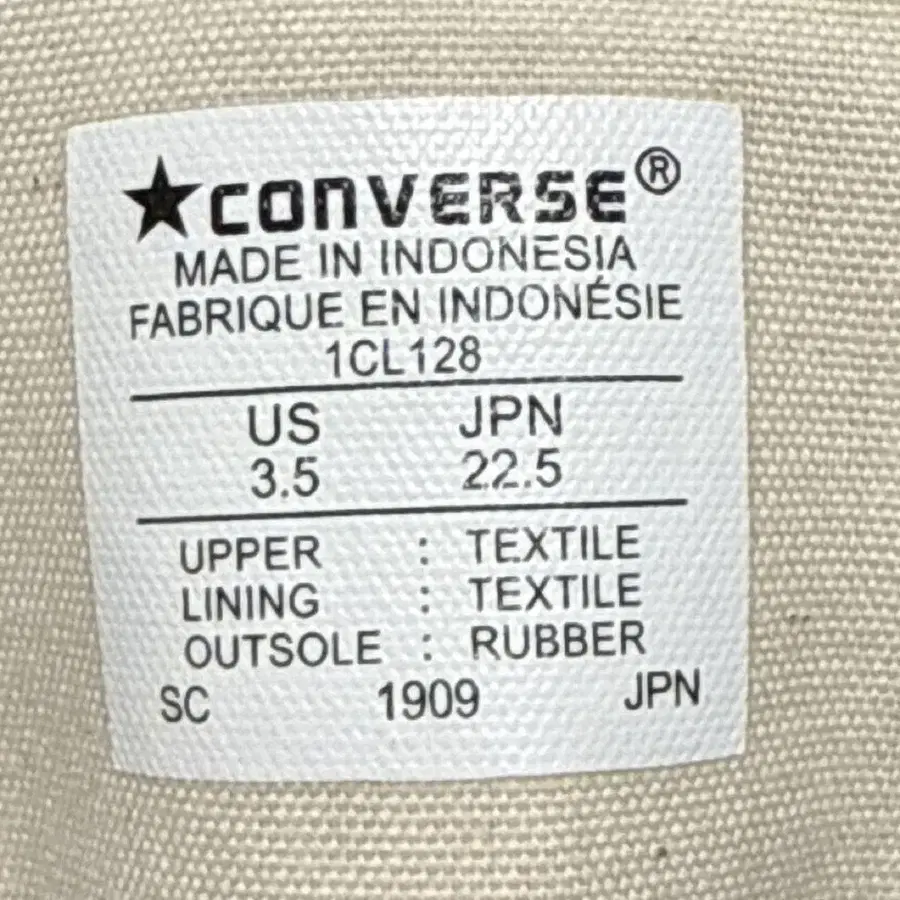 ★CONVERSE®
MADE IN INDONESIA
FABRIQUE EN INDONÉSIE
1CL128
US JPN
3.5 22.5
UPPER : TEXTILE
LINING : TEXTILE
OUTSOLE : RUBBER
SC 1909 JPN